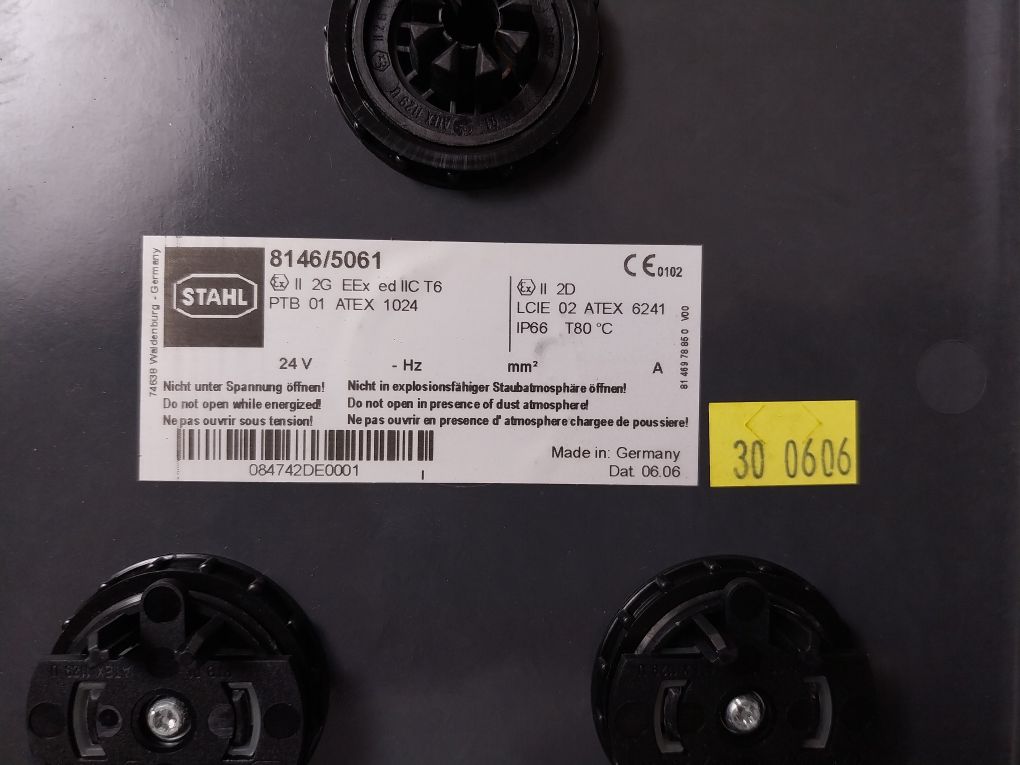 74638 Waldenburg - Germany
STAHL
8146/5061
Ex II 2G EEx ed IIC T6
PTB 01 ATEX 1024
CE 0102
Ex II 2D
LCIE 02 ATEX 6241
IP66 T80 °C
81 469 78 86 0 V00
24 V - Hz mm² A
Nicht unter Spannung öffnen! Nicht in explosionsfähiger Staubatmosphäre öffnen!
Do not open while energized! Do not open in presence of dust atmosphere!
Ne pas ouvrir sous tension! Ne pas ouvrir en presence d' atmosphere chargee de poussiere!
084742DE0001
Made in: Germany
Dat. 06.06
30 0606